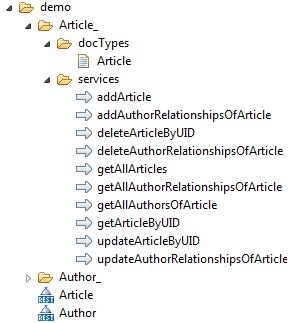 demo
Article_
docTypes
Article
services
addArticle
addAuthorRelationshipsOfArticle
deleteArticleByUID
deleteAuthorRelationshipsOfArticle
getAllArticles
getAllAuthorRelationshipsOfArticle
getAllAuthorsOfArticle
getArticleByUID
updateArticleByUID
updateAuthorRelationshipsOfArticle
Author_
REST Article
REST Author